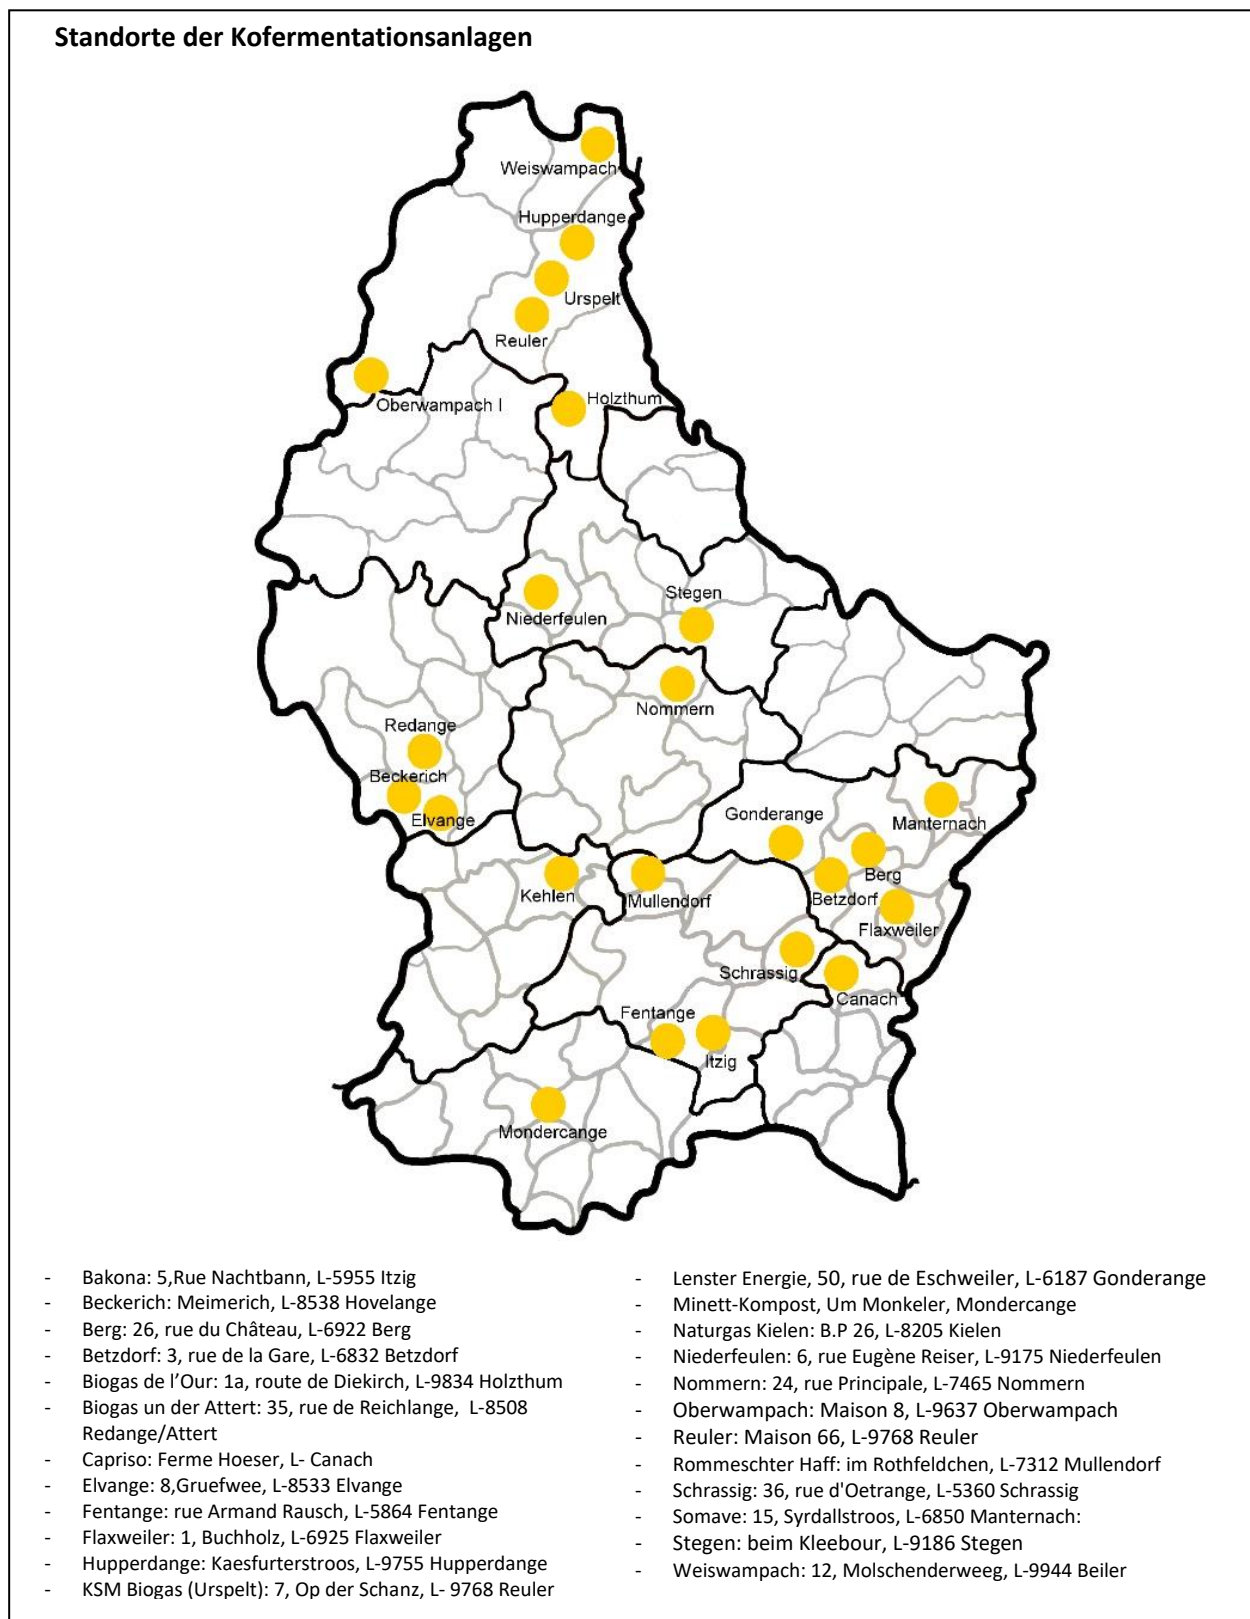 Standorte der Kofermentationsanlagen
Weiswampach
Hupperdange
Urspelt
Reuler
Oberwampach I
Holzthum
Stegen
Niederfeulen
Nommern
Redange
Beckerich
Elvange
Gonderange
Manternach
Berg
Kehlen
Mullendorf
Betzdorf
Flaxweiler
Schrassig
Canach
Fentange
Itzig
Mondercange
- Bakona: 5,Rue Nachtbann, L-5955 Itzig
- Beckerich: Meimerich, L-8538 Hovelange
- Berg: 26, rue du Château, L-6922 Berg
- Betzdorf: 3, rue de la Gare, L-6832 Betzdorf
- Biogas de l’Our: 1a, route de Diekirch, L-9834 Holzthum
- Biogas un der Attert: 35, rue de Reichlange, L-8508
Redange/Attert
- Capriso: Ferme Hoeser, L- Canach
- Elvange: 8,Gruefwee, L-8533 Elvange
- Fentange: rue Armand Rausch, L-5864 Fentange
- Flaxweiler: 1, Buchholz, L-6925 Flaxweiler
- Hupperdange: Kaesfurterstroos, L-9755 Hupperdange
- KSM Biogas (Urspelt): 7, Op der Schanz, L- 9768 Reuler
- Lenster Energie, 50, rue de Eschweiler, L-6187 Gonderange
- Minett-Kompost, Um Monkeler, Mondercange
- Naturgas Kielen: B.P 26, L-8205 Kielen
- Niederfeulen: 6, rue Eugène Reiser, L-9175 Niederfeulen
- Nommern: 24, rue Principale, L-7465 Nommern
- Oberwampach: Maison 8, L-9637 Oberwampach
- Reuler: Maison 66, L-9768 Reuler
- Rommeschter Haff: im Rothfeldchen, L-7312 Mullendorf
- Schrassig: 36, rue d'Oetrange, L-5360 Schrassig
- Somave: 15, Syrdallstroos, L-6850 Manternach:
- Stegen: beim Kleebour, L-9186 Stegen
- Weiswampach: 12, Molschenderweeg, L-9944 Beiler